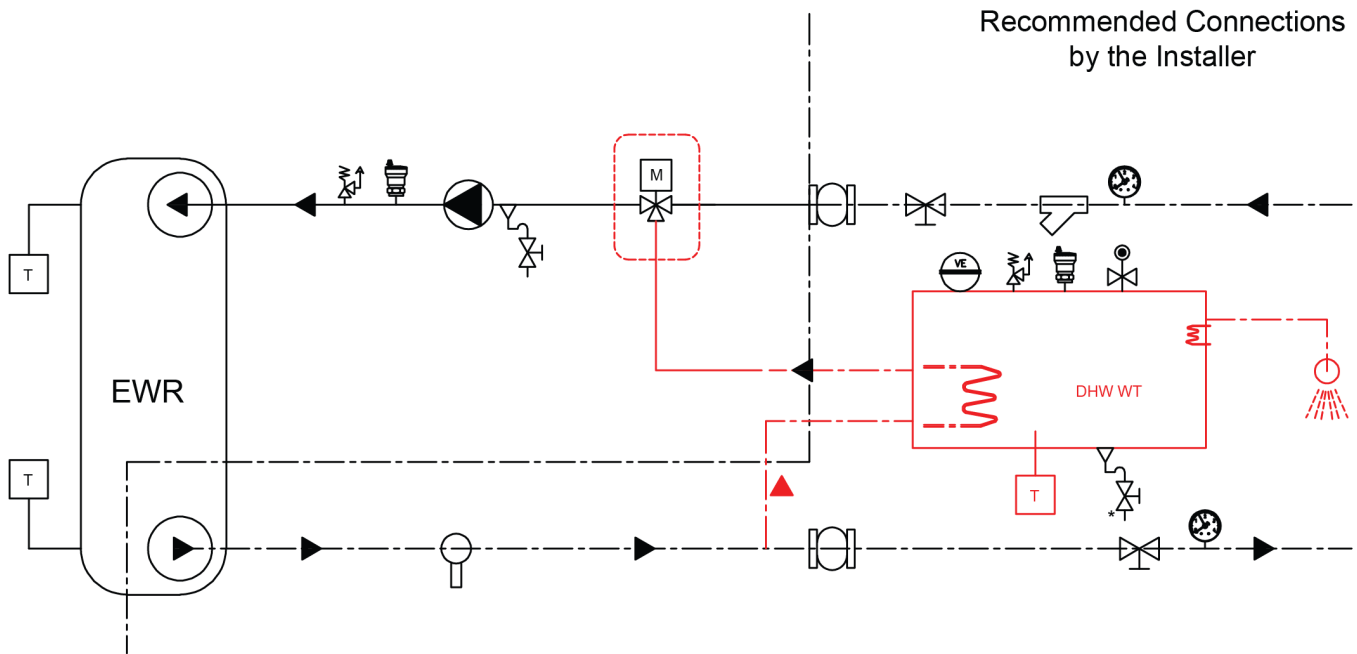 Recommended Connections
by the Installer
M
T
VE
EWR
DHW WT
T
T
*